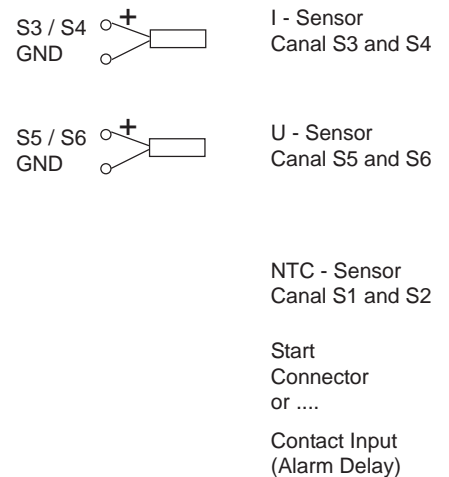 S3 / S4 +
GND
I - Sensor
Canal S3 and S4
S5 / S6 +
GND
U - Sensor
Canal S5 and S6
NTC - Sensor
Canal S1 and S2
Start
Connector
or ....
Contact Input
(Alarm Delay)